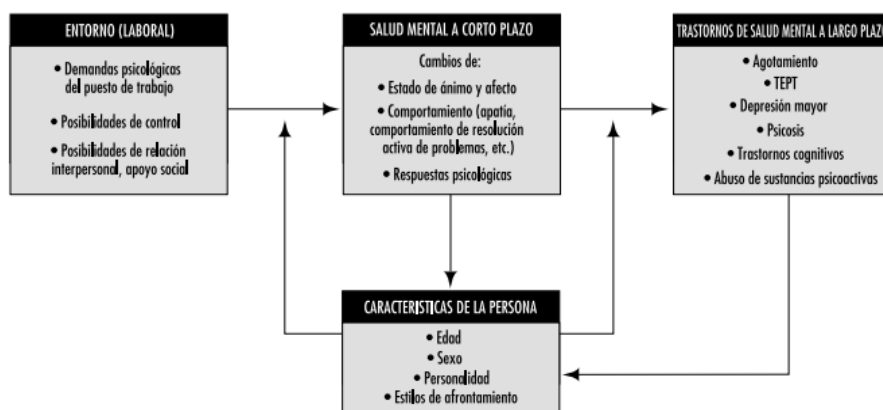 ENTORNO (LABORAL)
• Demandas psicológicas
del puesto de trabajo
• Posibilidades de control
• Posibilidades de relación
interpersonal, apoyo social
SALUD MENTAL A CORTO PLAZO
Cambios de:
• Estado de ánimo y afecto
• Comportamiento (apatía,
comportamiento de resolución
activa de problemas, etc.)
• Respuestas psicológicas
TRASTORNOS DE SALUD MENTAL A LARGO PLAZO
• Agotamiento
• TEPT
• Depresión mayor
• Psicosis
• Trastornos cognitivos
• Abuso de sustancias psicoactivas
CARACTERISTICAS DE LA PERSONA
• Edad
• Sexo
• Personalidad
• Estilos de afrontamiento